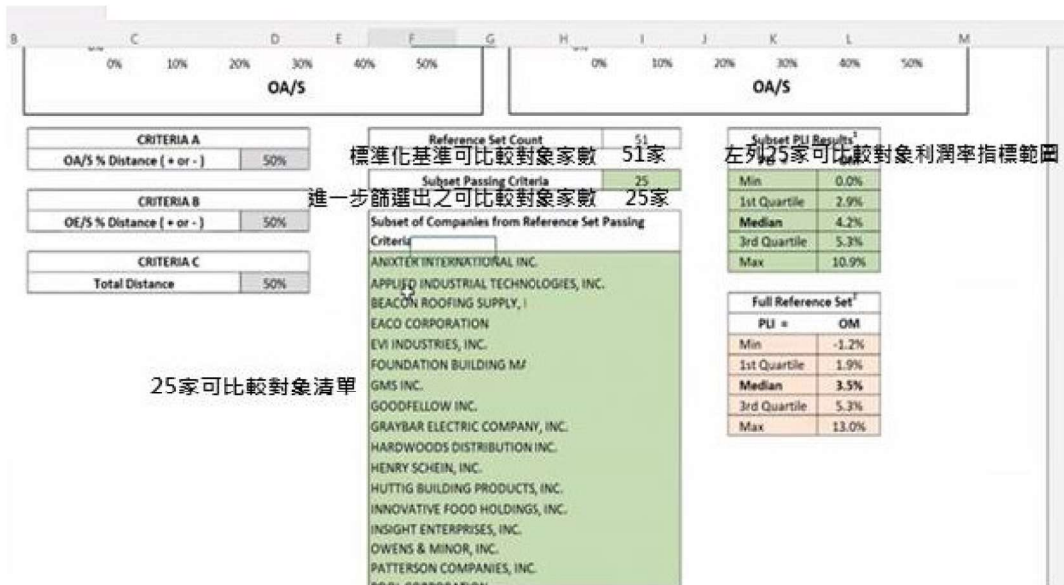 B C D E F G H I J K L M
0% 10% 20% 30% 40% 50%
OA/S
0% 10% 20% 30% 40% 50%
OA/S
CRITERIA A
OA/S % Distance ( + or - ) 50%
CRITERIA B
OE/S % Distance ( + or - ) 50%
CRITERIA C
Total Distance 50%
Reference Set Count 51
標準化基準可比較對象家數 51家
Subset Passing Criteria 25
進一步篩選出之可比較對象家數 25家
Subset of Companies from Reference Set Passing
Criteria
ANIXTER INTERNATIONAL INC.
APPLIED INDUSTRIAL TECHNOLOGIES, INC.
BEACON ROOFING SUPPLY, I
EACO CORPORATION
EVI INDUSTRIES, INC.
FOUNDATION BUILDING MA
25家可比較對象清單
GMS INC.
GOODFELLOW INC.
GRAYBAR ELECTRIC COMPANY, INC.
HARDWOODS DISTRIBUTION INC.
HENRY SCHEIN, INC.
HUTTIG BUILDING PRODUCTS, INC.
INNOVATIVE FOOD HOLDINGS, INC.
INSIGHT ENTERPRISES, INC.
OWENS & MINOR, INC.
PATTERSON COMPANIES, INC.
POOL CORPORATION
Subset PLI Results¹
左列25家可比較對象利潤率指標範圍
PLI = OM
Min 0.0%
1st Quartile 2.9%
Median 4.2%
3rd Quartile 5.3%
Max 10.9%
Full Reference Set²
PLI = OM
Min -1.2%
1st Quartile 1.9%
Median 3.5%
3rd Quartile 5.3%
Max 13.0%